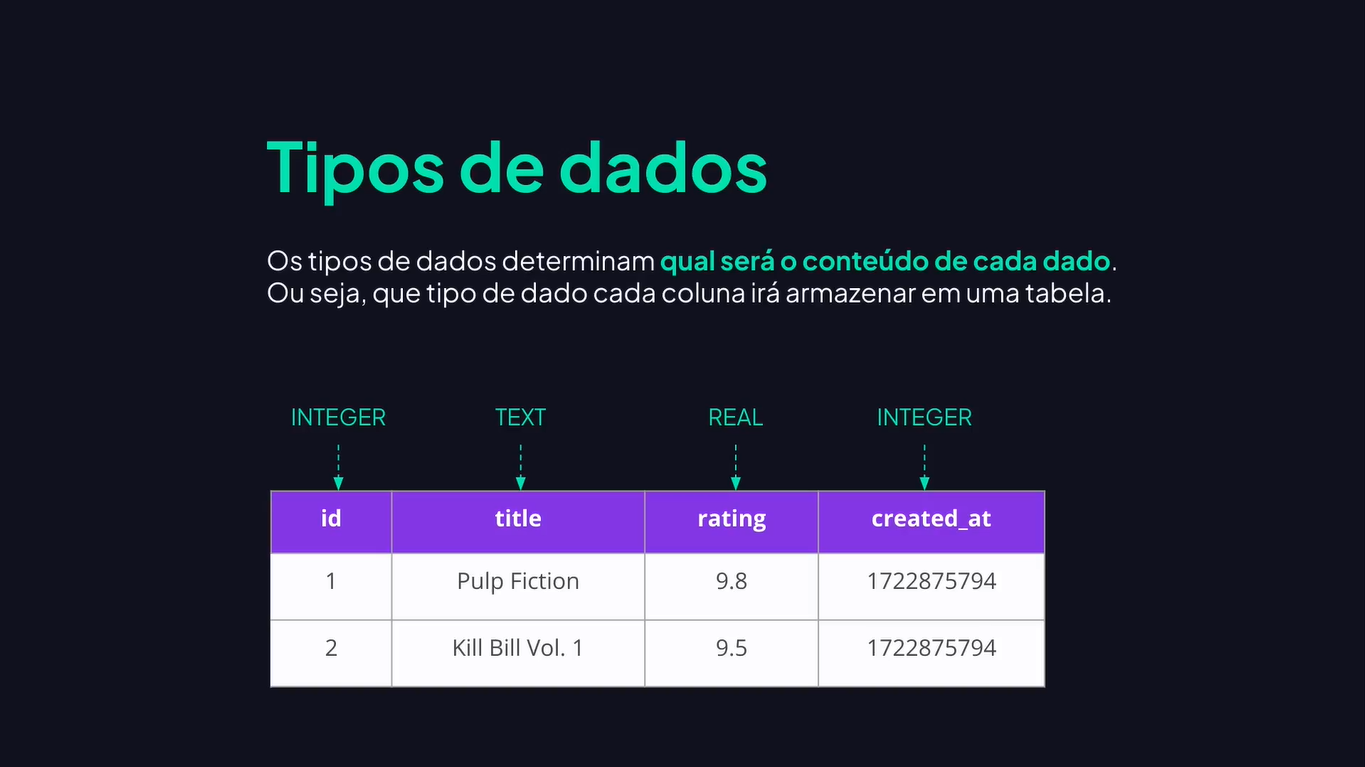 Tipos de dados
Os tipos de dados determinam qual será o conteúdo de cada dado.
Ou seja, que tipo de dado cada coluna irá armazenar em uma tabela.
INTEGER TEXT REAL INTEGER
id title rating created_at
1 Pulp Fiction 9.8 1722875794
2 Kill Bill Vol. 1 9.5 1722875794